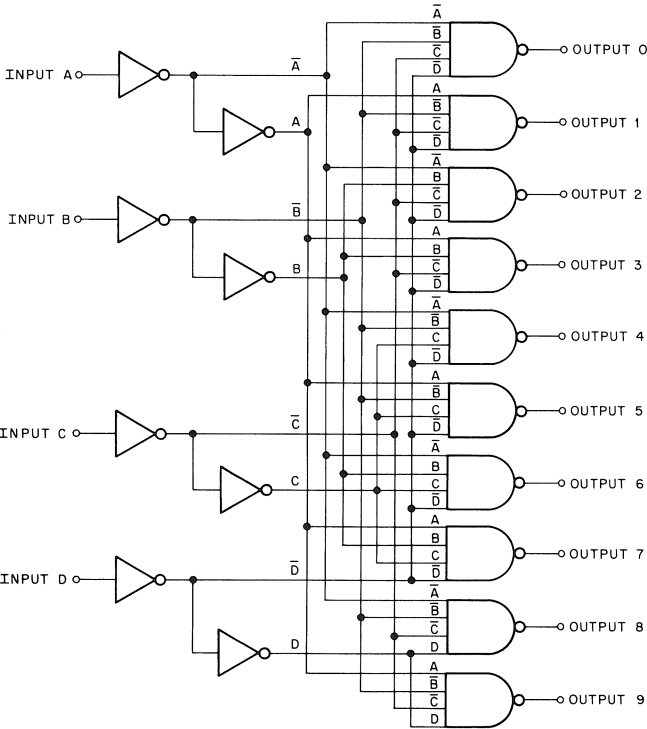 A̅
B̅
C̅
D̅
OUTPUT 0
INPUT A
A̅
A
A
B̅
C̅
D̅
OUTPUT 1
A̅
B
C̅
D̅
OUTPUT 2
INPUT B
B̅
B
A
B
C̅
D̅
OUTPUT 3
A̅
B̅
C
D̅
OUTPUT 4
A
B̅
C
D̅
OUTPUT 5
INPUT C
C̅
C
A̅
B
C
D̅
OUTPUT 6
A
B
C
D̅
OUTPUT 7
INPUT D
D̅
D
A̅
B̅
C̅
D
OUTPUT 8
A
B̅
C̅
D
OUTPUT 9